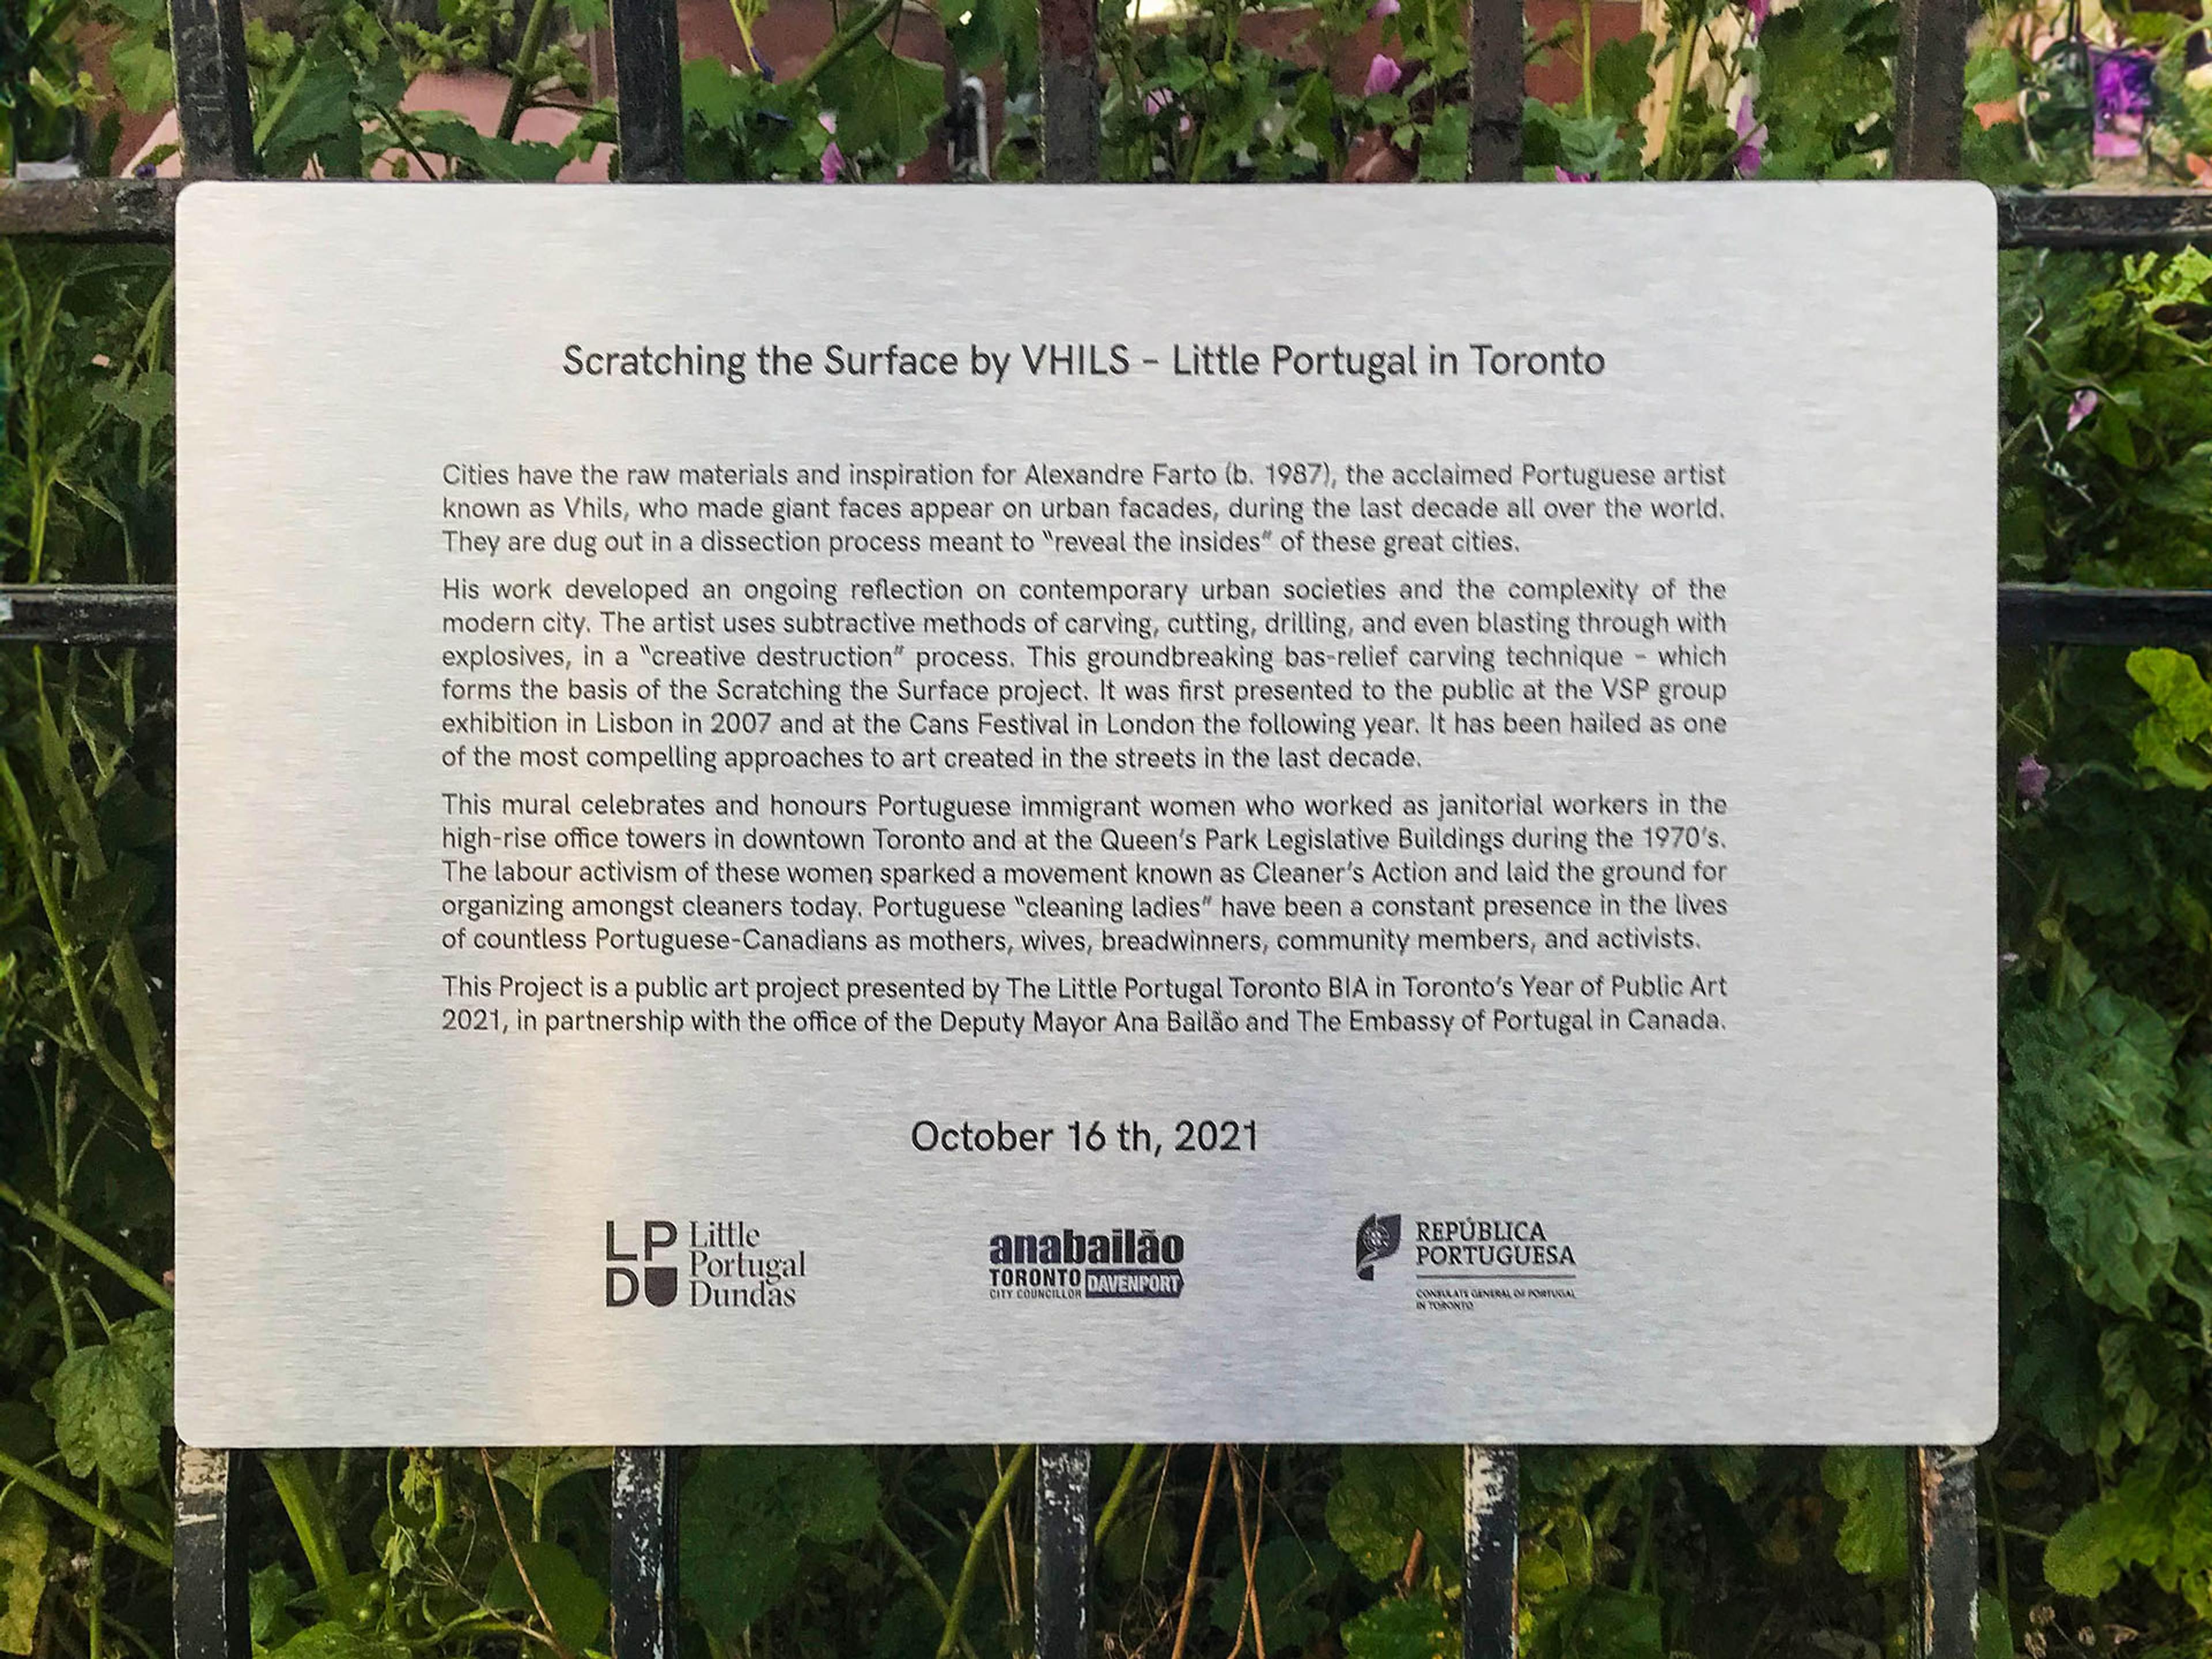 Scratching the Surface by VHILS – Little Portugal in Toronto
Cities have the raw materials and inspiration for Alexandre Farto (b. 1987), the acclaimed Portuguese artist
known as Vhils, who made giant faces appear on urban facades, during the last decade all over the world.
They are dug out in a dissection process meant to “reveal the insides” of these great cities.
His work developed an ongoing reflection on contemporary urban societies and the complexity of the
modern city. The artist uses subtractive methods of carving, cutting, drilling, and even blasting through with
explosives, in a “creative destruction” process. This groundbreaking bas-relief carving technique – which
forms the basis of the Scratching the Surface project. It was first presented to the public at the VSP group
exhibition in Lisbon in 2007 and at the Cans Festival in London the following year. It has been hailed as one
of the most compelling approaches to art created in the streets in the last decade.
This mural celebrates and honours Portuguese immigrant women who worked as janitorial workers in the
high-rise office towers in downtown Toronto and at the Queen’s Park Legislative Buildings during the 1970’s.
The labour activism of these women sparked a movement known as Cleaner’s Action and laid the ground for
organizing amongst cleaners today. Portuguese “cleaning ladies” have been a constant presence in the lives
of countless Portuguese-Canadians as mothers, wives, breadwinners, community members, and activists.
This Project is a public art project presented by The Little Portugal Toronto BIA in Toronto’s Year of Public Art
2021, in partnership with the office of the Deputy Mayor Ana Bailão and The Embassy of Portugal in Canada.
October 16 th, 2021
LP
DU
Little
Portugal
Dundas
anabailão
TORONTO
CITY COUNCILLOR
DAVENPORT
REPÚBLICA
PORTUGUESA
CONSULATE GENERAL OF PORTUGAL
IN TORONTO